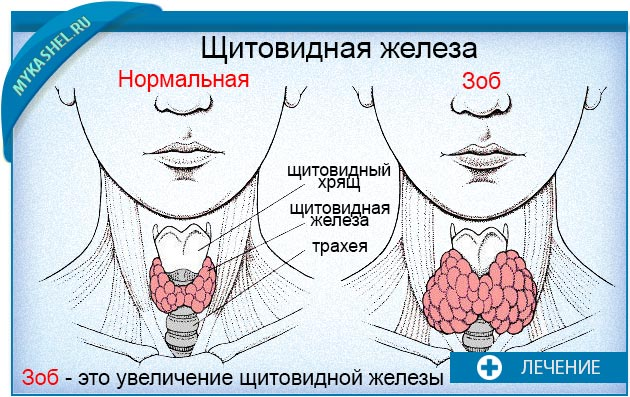 MYKASHEL.RU
Щитовидная железа
Нормальная
Зоб
щитовидный
хрящ
щитовидная
железа
трахея
Зоб - это увеличение щитовидной железы
ЛЕЧЕНИЕ